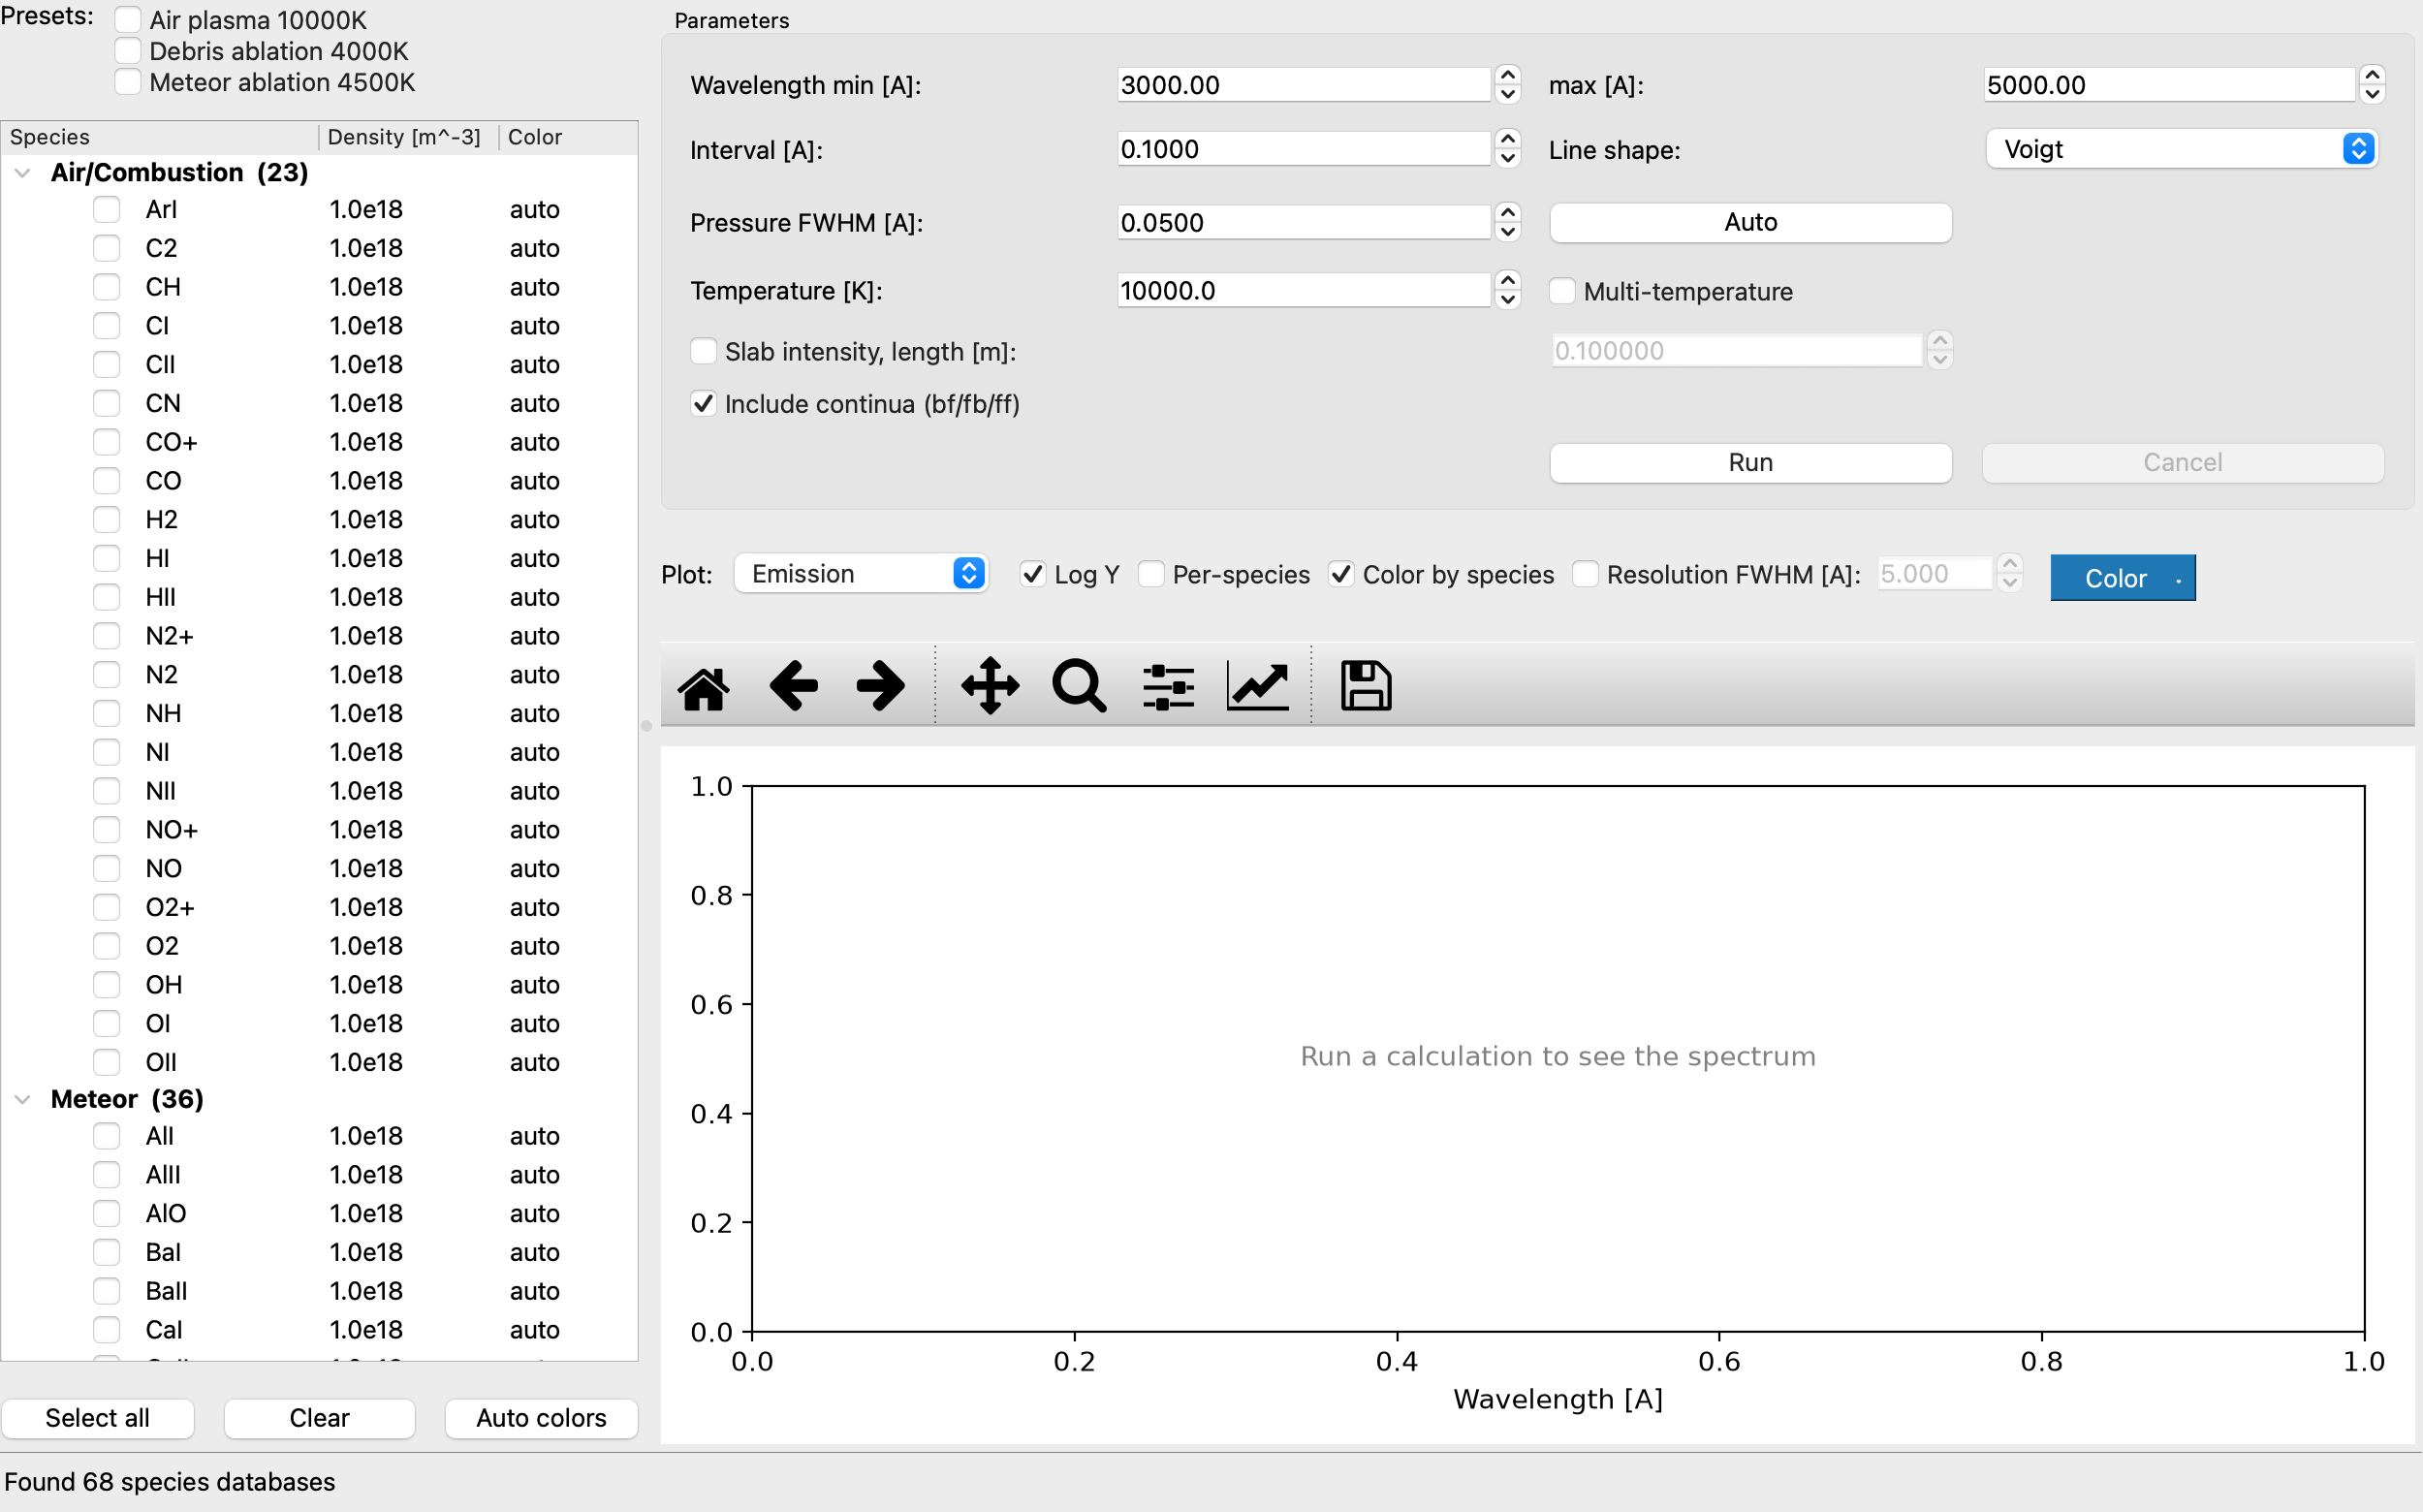 Presets:
Air plasma 10000K
Debris ablation 4000K
Meteor ablation 4500K
Species Density [m^-3] Color
Air/Combustion (23)
ArI 1.0e18 auto
C2 1.0e18 auto
CH 1.0e18 auto
CI 1.0e18 auto
CII 1.0e18 auto
CN 1.0e18 auto
CO+ 1.0e18 auto
CO 1.0e18 auto
H2 1.0e18 auto
HI 1.0e18 auto
HII 1.0e18 auto
N2+ 1.0e18 auto
N2 1.0e18 auto
NH 1.0e18 auto
NI 1.0e18 auto
NII 1.0e18 auto
NO+ 1.0e18 auto
NO 1.0e18 auto
O2+ 1.0e18 auto
O2 1.0e18 auto
OH 1.0e18 auto
OI 1.0e18 auto
OII 1.0e18 auto
Meteor (36)
AlI 1.0e18 auto
AlII 1.0e18 auto
AlO 1.0e18 auto
BaI 1.0e18 auto
BaII 1.0e18 auto
CaI 1.0e18 auto
Select all Clear Auto colors
Found 68 species databases
Parameters
Wavelength min [A]: 3000.00 max [A]: 5000.00
Interval [A]: 0.1000 Line shape: Voigt
Pressure FWHM [A]: 0.0500 Auto
Temperature [K]: 10000.0 Multi-temperature
Slab intensity, length [m]: 0.100000
Include continua (bf/fb/ff)
Run Cancel
Plot: Emission Log Y Per-species Color by species Resolution FWHM [A]: 5.000 Color
1.0
0.8
0.6
0.4
0.2
0.0
Run a calculation to see the spectrum
0.0 0.2 0.4 0.6 0.8 1.0
Wavelength [A]